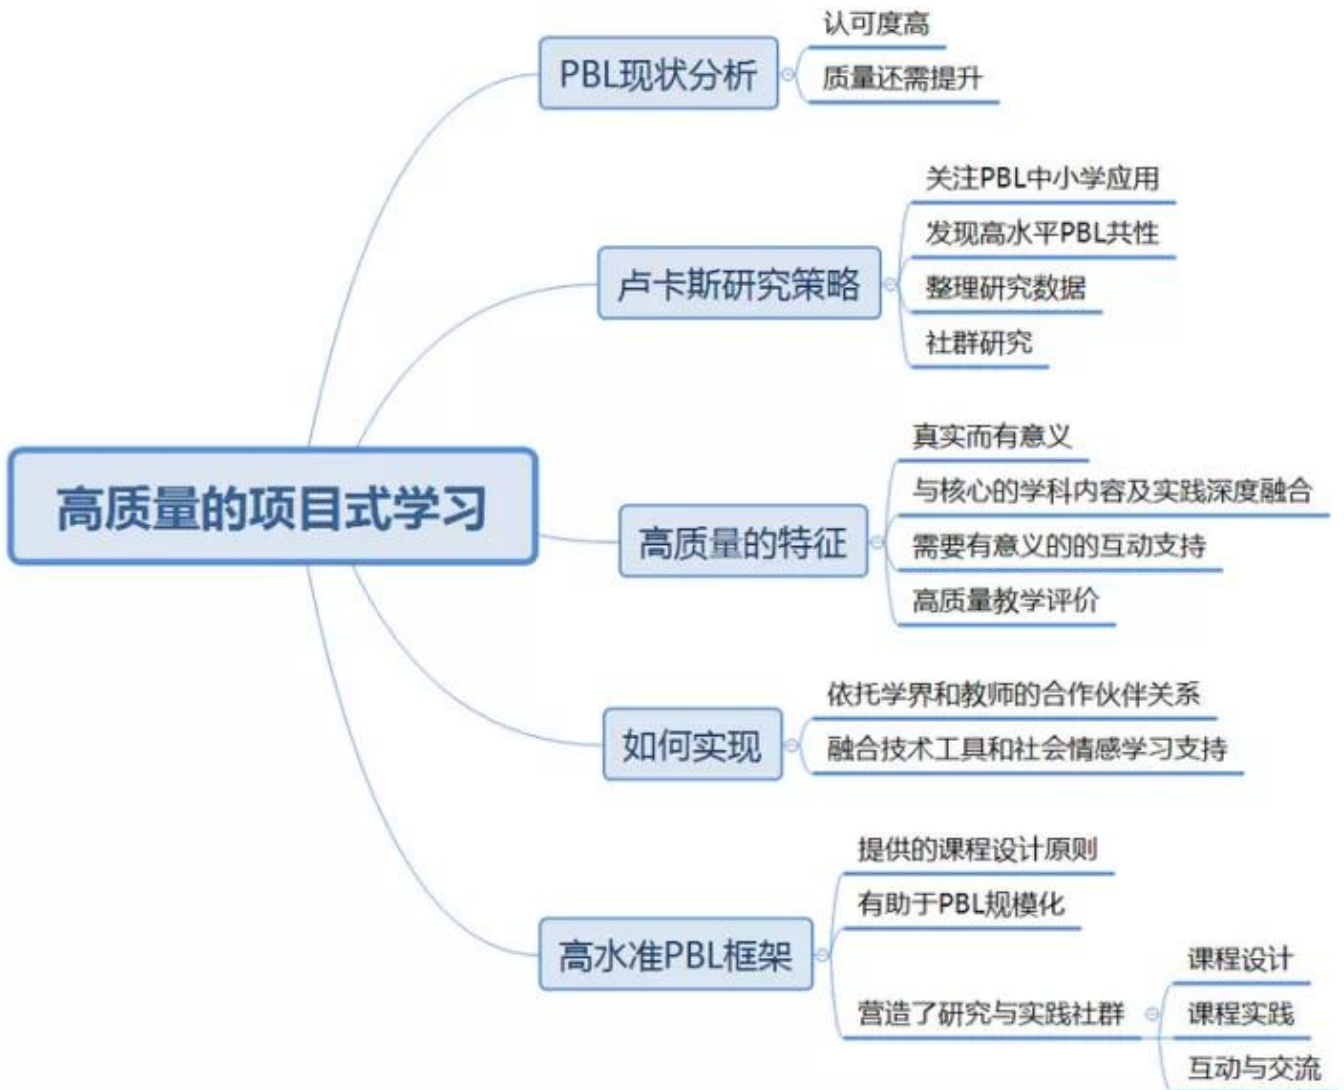 高质量的项目式学习
PBL现状分析
认可度高
质量还需提升
卢卡斯研究策略
关注PBL中小学应用
发现高水平PBL共性
整理研究数据
社群研究
高质量的特征
真实而有意义
与核心的学科内容及实践深度融合
需要有意义的的互动支持
高质量教学评价
如何实现
依托学界和教师的合作伙伴关系
融合技术工具和社会情感学习支持
高水准PBL框架
提供的课程设计原则
有助于PBL规模化
营造了研究与实践社群
课程设计
课程实践
互动与交流